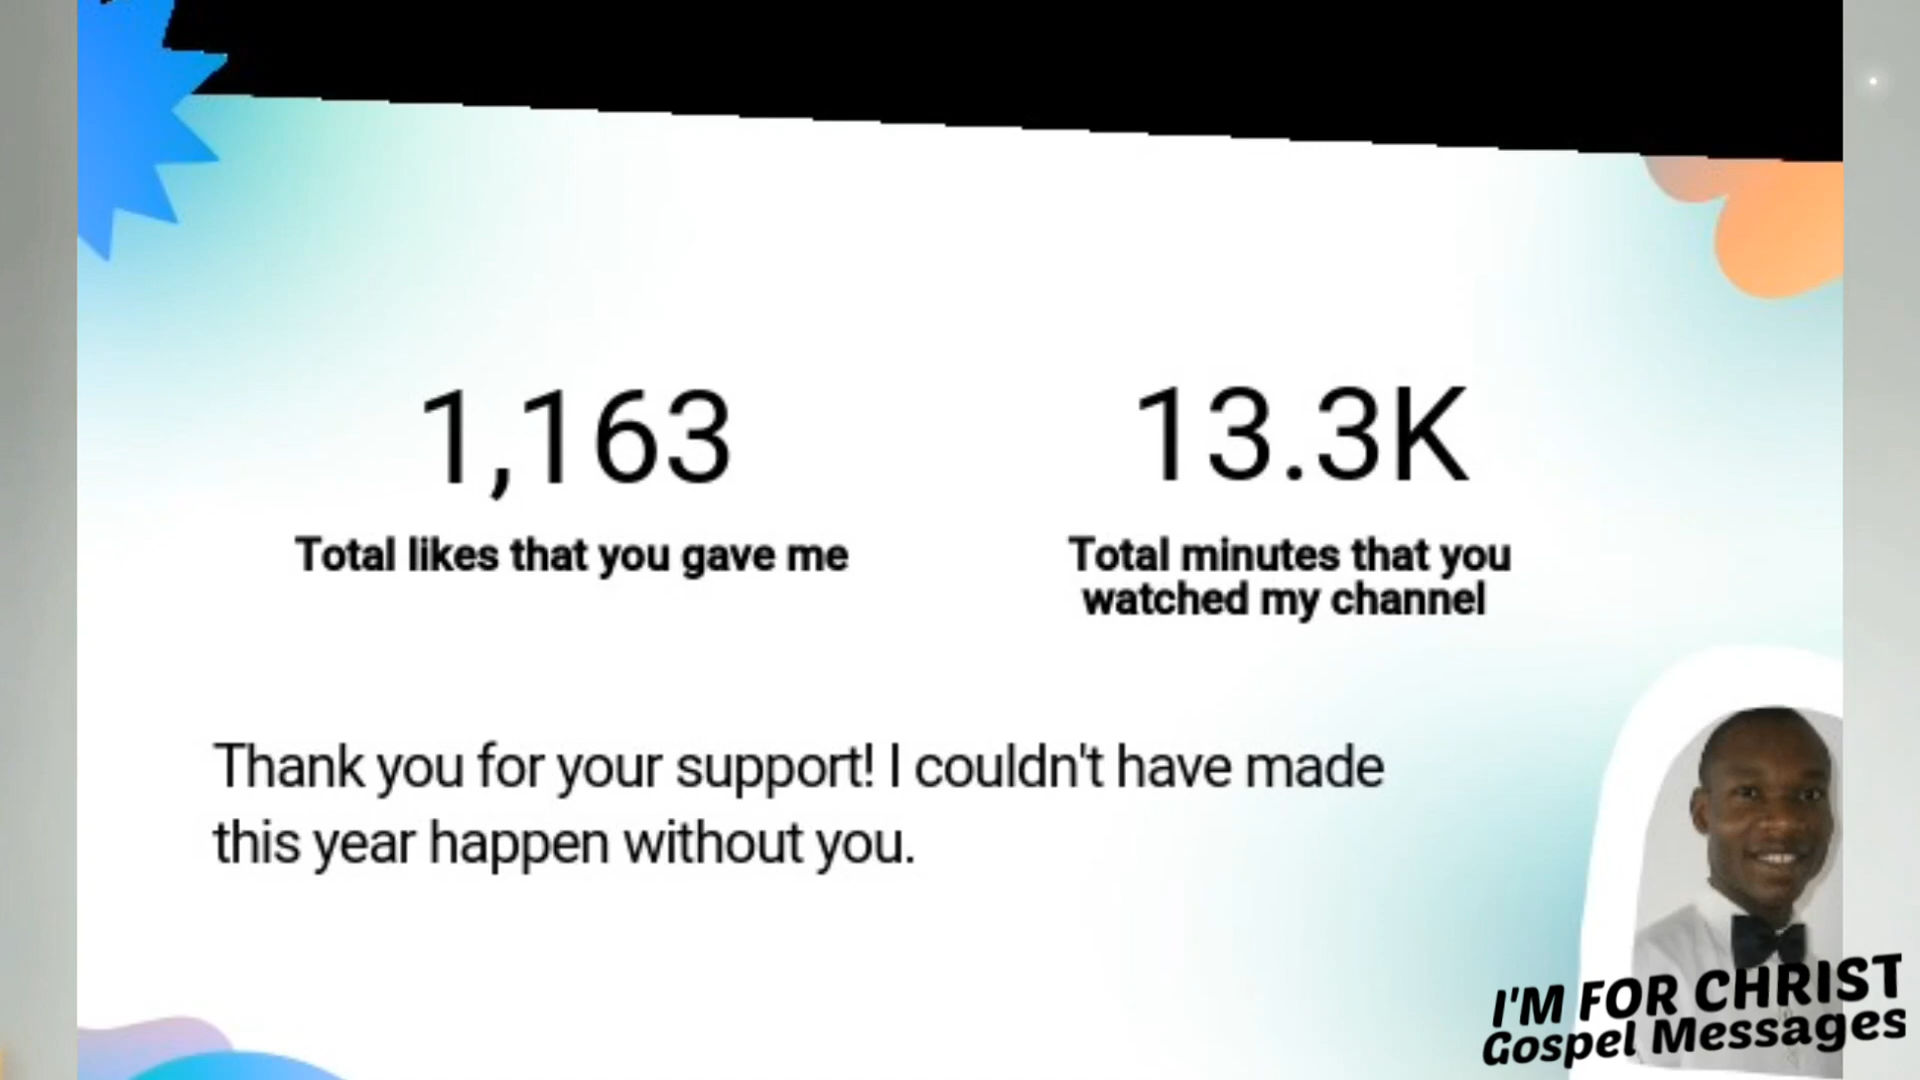 1,163
Total likes that you gave me
13.3K
Total minutes that you
watched my channel
Thank you for your support! I couldn't have made
this year happen without you.
I'M FOR CHRIST
Gospel Messages